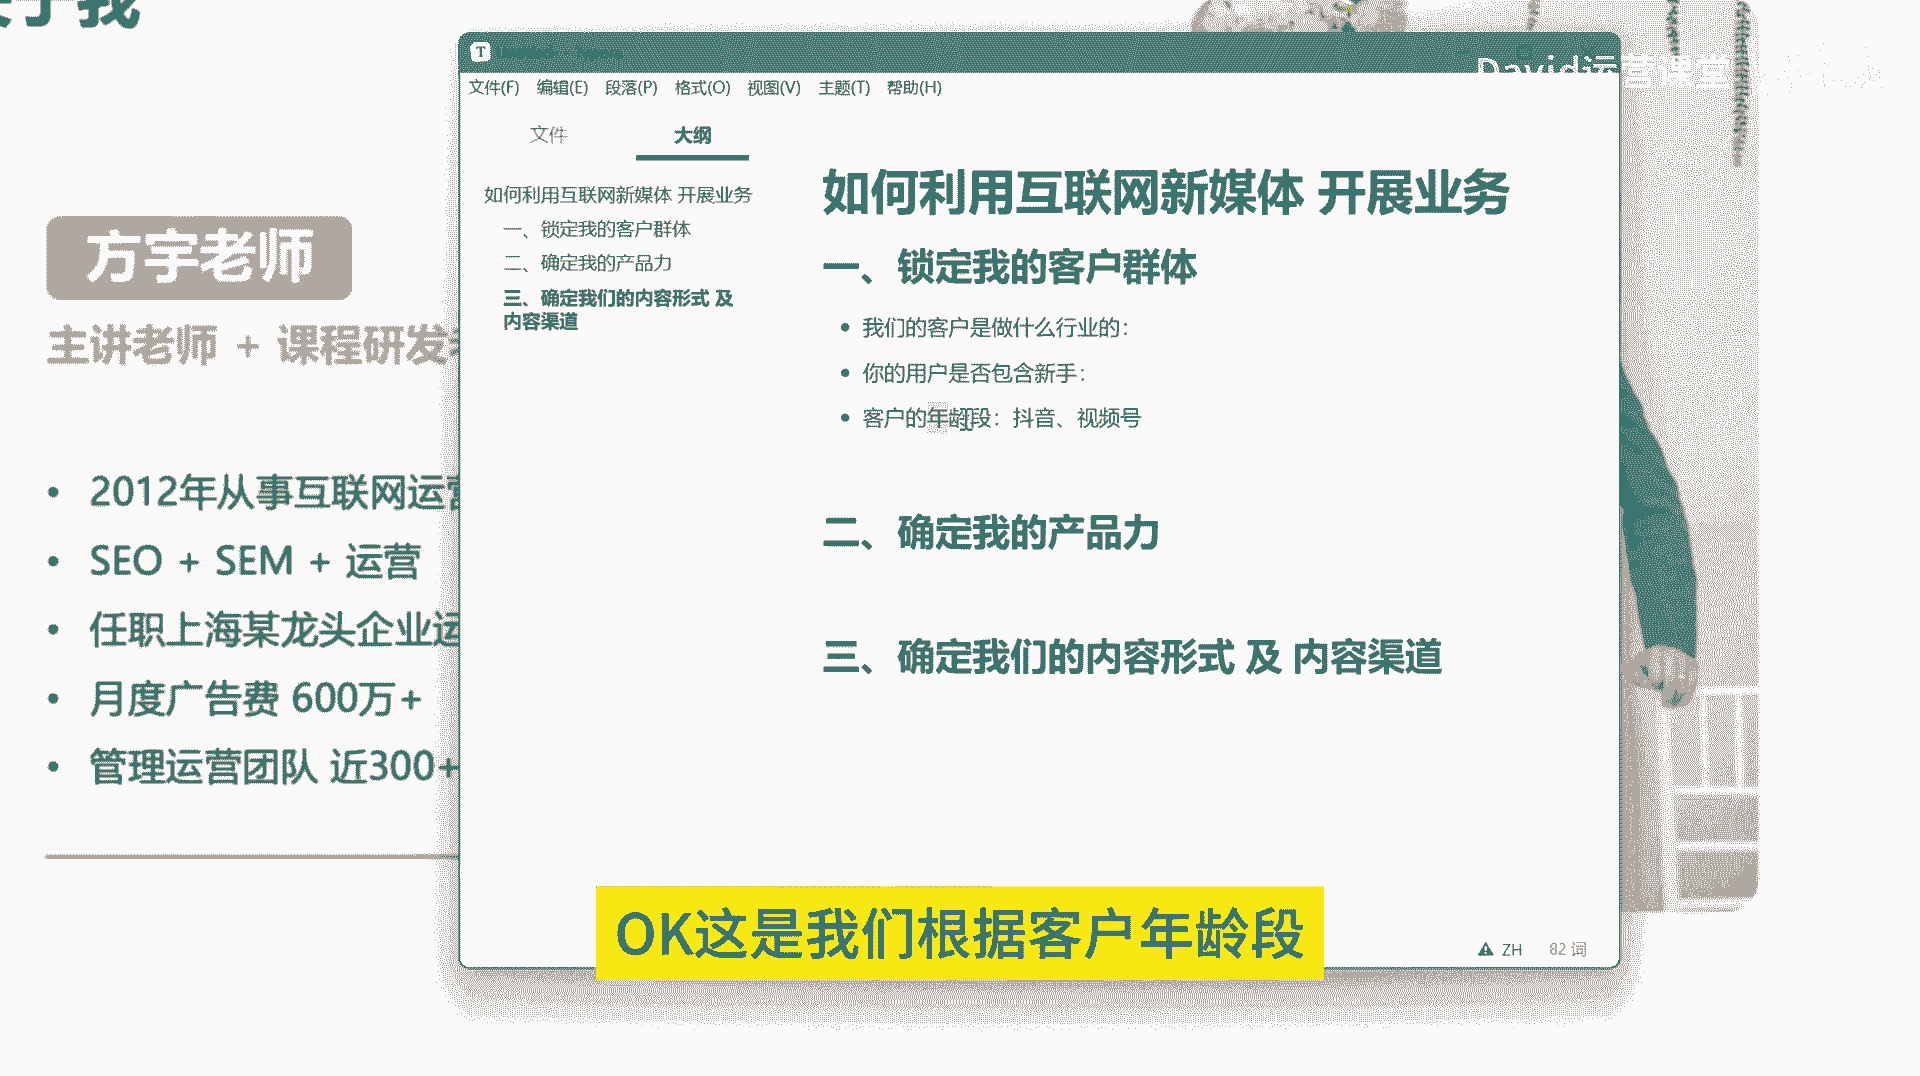 于我
方宇老师
主讲老师 + 课程研发
• 2012年从事互联网运营
• SEO + SEM + 运营
• 任职上海某龙头企业运
• 月度广告费 600万+
• 管理运营团队 近300+
T
David运营课堂
文件(F) 编辑(E) 段落(P) 格式(O) 视图(V) 主题(T) 帮助(H)
文件 大纲
如何利用互联网新媒体 开展业务
一、锁定我的客户群体
二、确定我的产品力
三、确定我们的内容形式 及
内容渠道
如何利用互联网新媒体 开展业务
一、锁定我的客户群体
• 我们的客户是做什么行业的：
• 你的用户是否包含新手：
• 客户的年龄段：抖音、视频号
二、确定我的产品力
三、确定我们的内容形式 及 内容渠道
ZH 82 词
OK这是我们根据客户年龄段